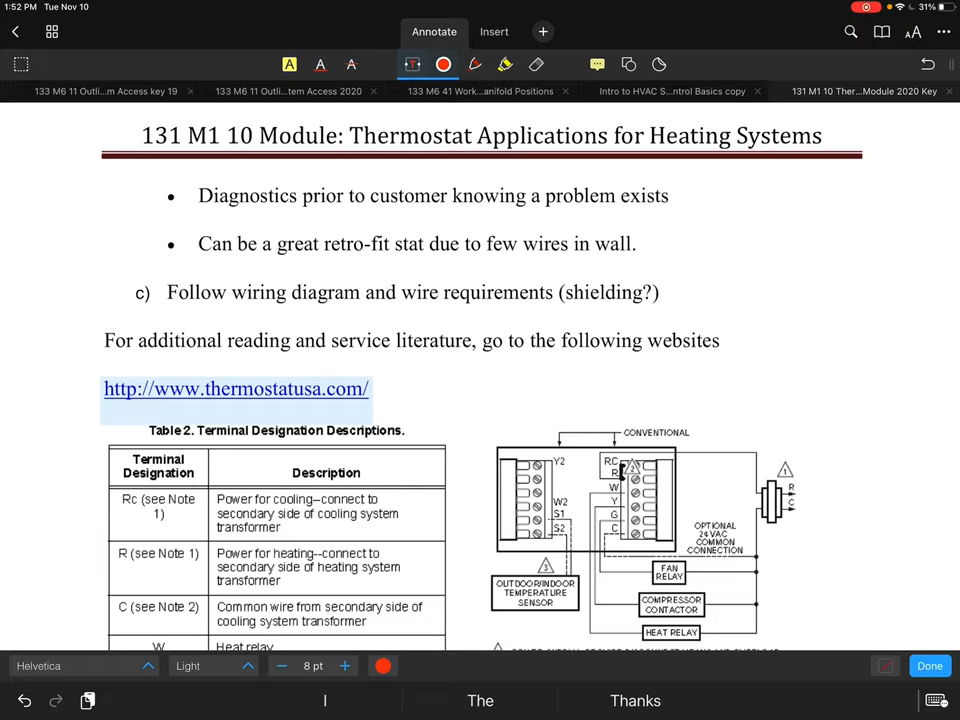 1:52 PM Tue Nov 10
31%
Annotate
Insert
133 M6 11 Outli...m Access key 19
133 M6 11 Outli...tem Access 2020
133 M6 41 Work...anifold Positions
Intro to HVAC S...ntrol Basics copy
131 M1 10 Ther...Module 2020 Key
131 M1 10 Module: Thermostat Applications for Heating Systems
• Diagnostics prior to customer knowing a problem exists
• Can be a great retro-fit stat due to few wires in wall.
c) Follow wiring diagram and wire requirements (shielding?)
For additional reading and service literature, go to the following websites
http://www.thermostatusa.com/
Table 2. Terminal Designation Descriptions.
Terminal
Designation
Description
Rc (see Note
1)
Power for cooling--connect to
secondary side of cooling system
transformer
R (see Note 1)
Power for heating--connect to
secondary side of heating system
transformer
C (see Note 2)
Common wire from secondary side of
cooling system transformer
W
Heat relay
CONVENTIONAL
Y2
W2
S1
S2
RC
R
W
Y
G
C
2
1
R
C
3
OPTIONAL
24 VAC
COMMON
CONNECTION
OUTDOOR/INDOOR
TEMPERATURE
SENSOR
FAN
RELAY
COMPRESSOR
CONTACTOR
HEAT RELAY
Helvetica
Light
8 pt
Done
I
The
Thanks